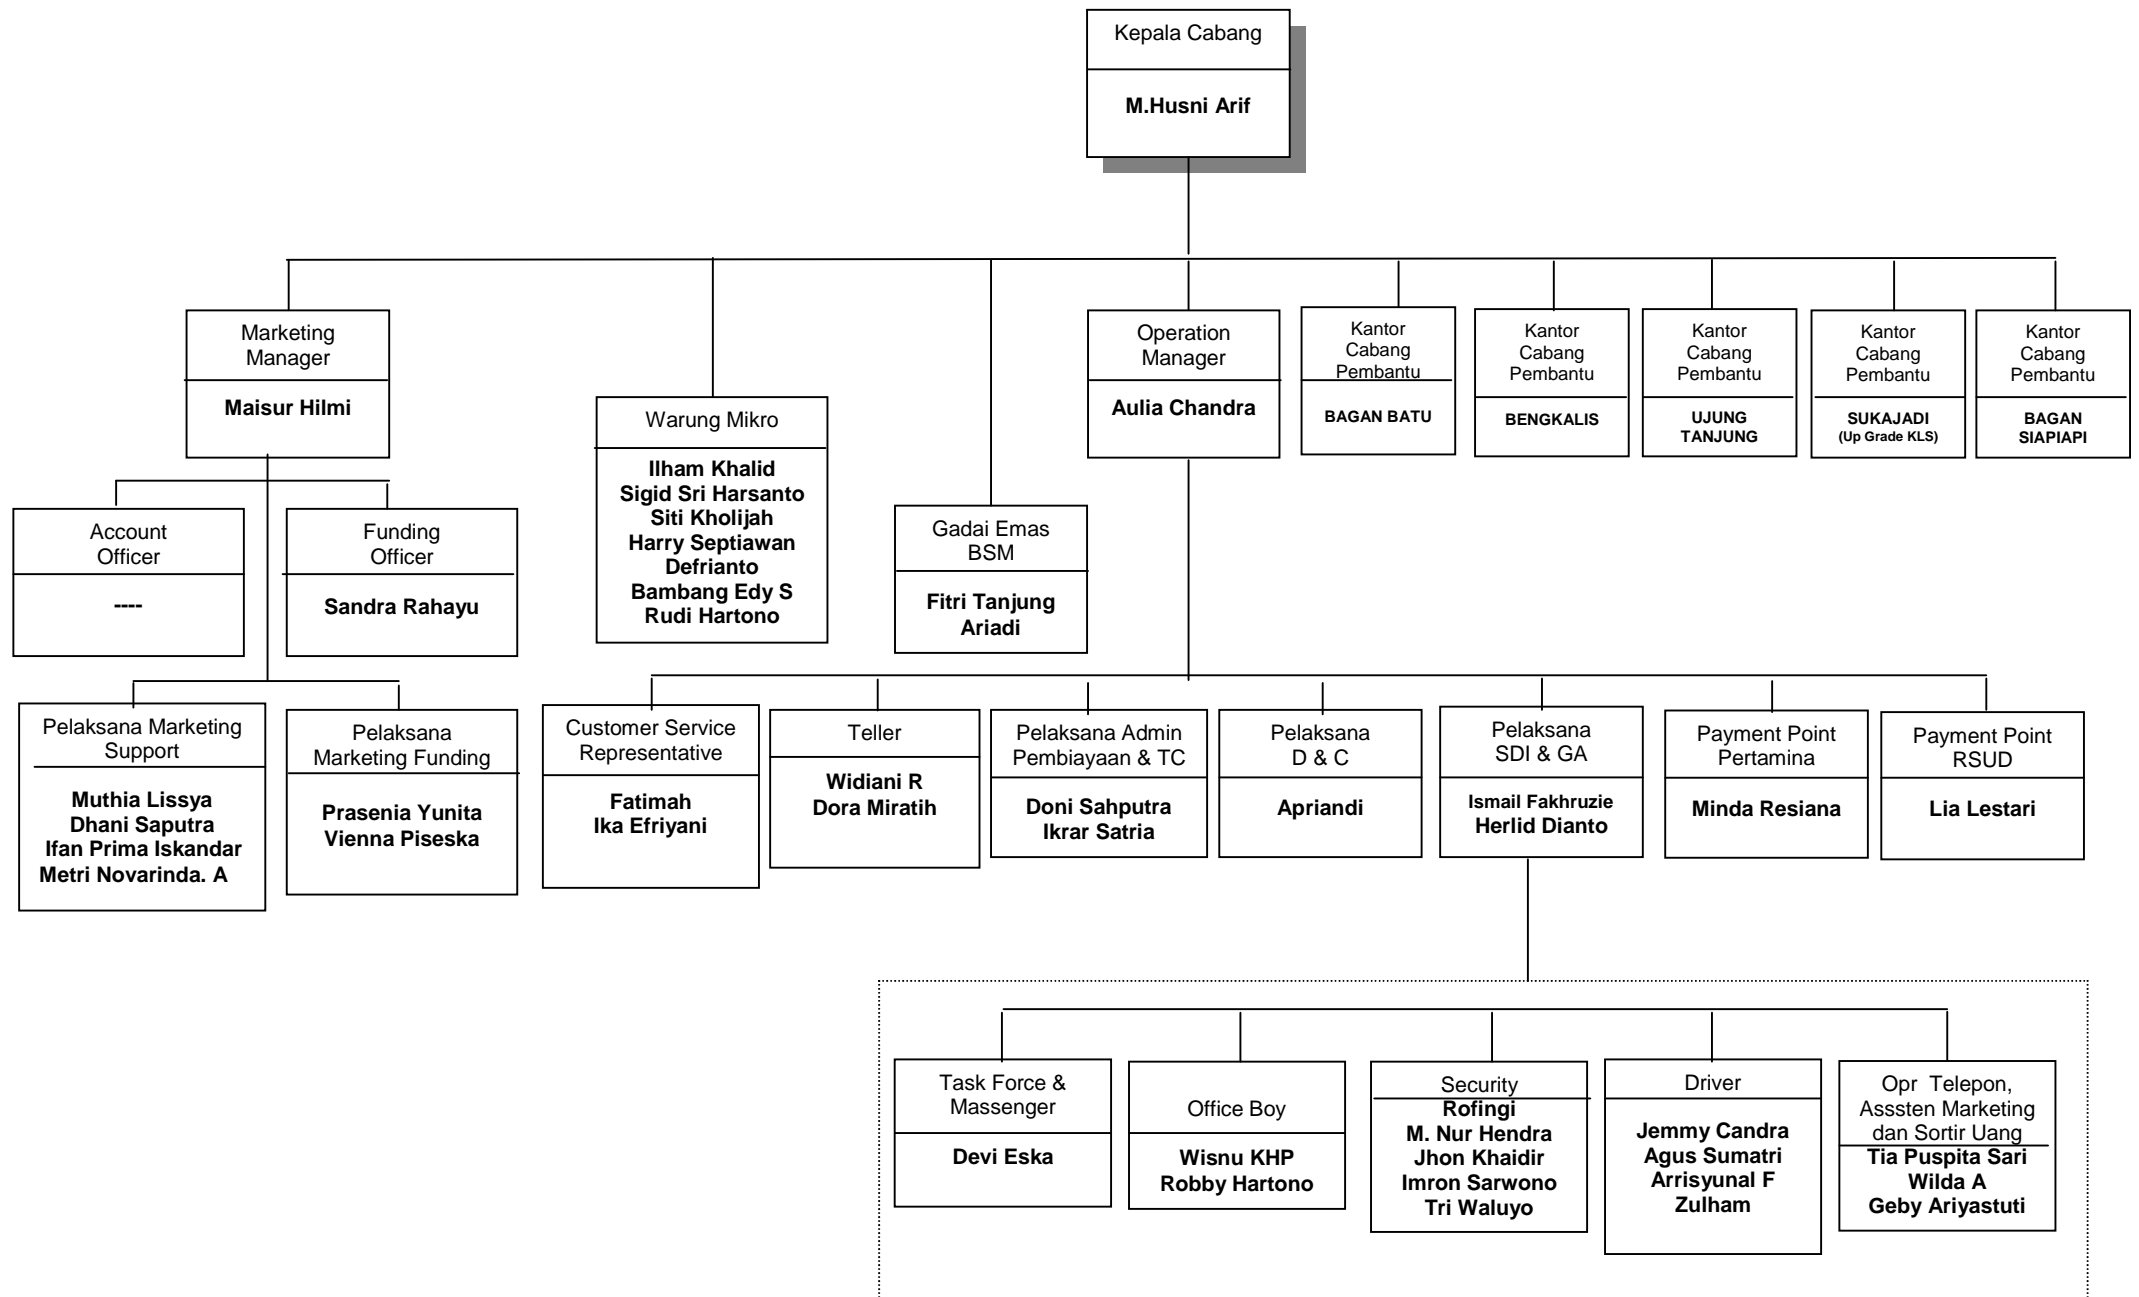 Kepala Cabang
M.Husni Arif
Marketing
Manager
Maisur Hilmi
Warung Mikro
Ilham Khalid
Sigid Sri Harsanto
Siti Kholijah
Harry Septiawan
Defrianto
Bambang Edy S
Rudi Hartono
Gadai Emas
BSM
Fitri Tanjung
Ariadi
Operation
Manager
Aulia Chandra
Kantor
Cabang
Pembantu
BAGAN BATU
Kantor
Cabang
Pembantu
BENGKALIS
Kantor
Cabang
Pembantu
UJUNG
TANJUNG
Kantor
Cabang
Pembantu
SUKAJADI
(Up Grade KLS)
Kantor
Cabang
Pembantu
BAGAN
SIAPIAPI
Account
Officer
----
Funding
Officer
Sandra Rahayu
Pelaksana Marketing
Support
Muthia Lissya
Dhani Saputra
Ifan Prima Iskandar
Metri Novarinda. A
Pelaksana
Marketing Funding
Prasenia Yunita
Vienna Piseska
Customer Service
Representative
Fatimah
Ika Efriyani
Teller
Widiani R
Dora Miratih
Pelaksana Admin
Pembiayaan & TC
Doni Sahputra
Ikrar Satria
Pelaksana
D & C
Apriandi
Pelaksana
SDI & GA
Ismail Fakhruzie
Herlid Dianto
Payment Point
Pertamina
Minda Resiana
Payment Point
RSUD
Lia Lestari
Task Force &
Massenger
Devi Eska
Office Boy
Wisnu KHP
Robby Hartono
Security
Rofingi
M. Nur Hendra
Jhon Khaidir
Imron Sarwono
Tri Waluyo
Driver
Jemmy Candra
Agus Sumatri
Arrisyunal F
Zulham
Opr Telepon,
Asssten Marketing
dan Sortir Uang
Tia Puspita Sari
Wilda A
Geby Ariyastuti